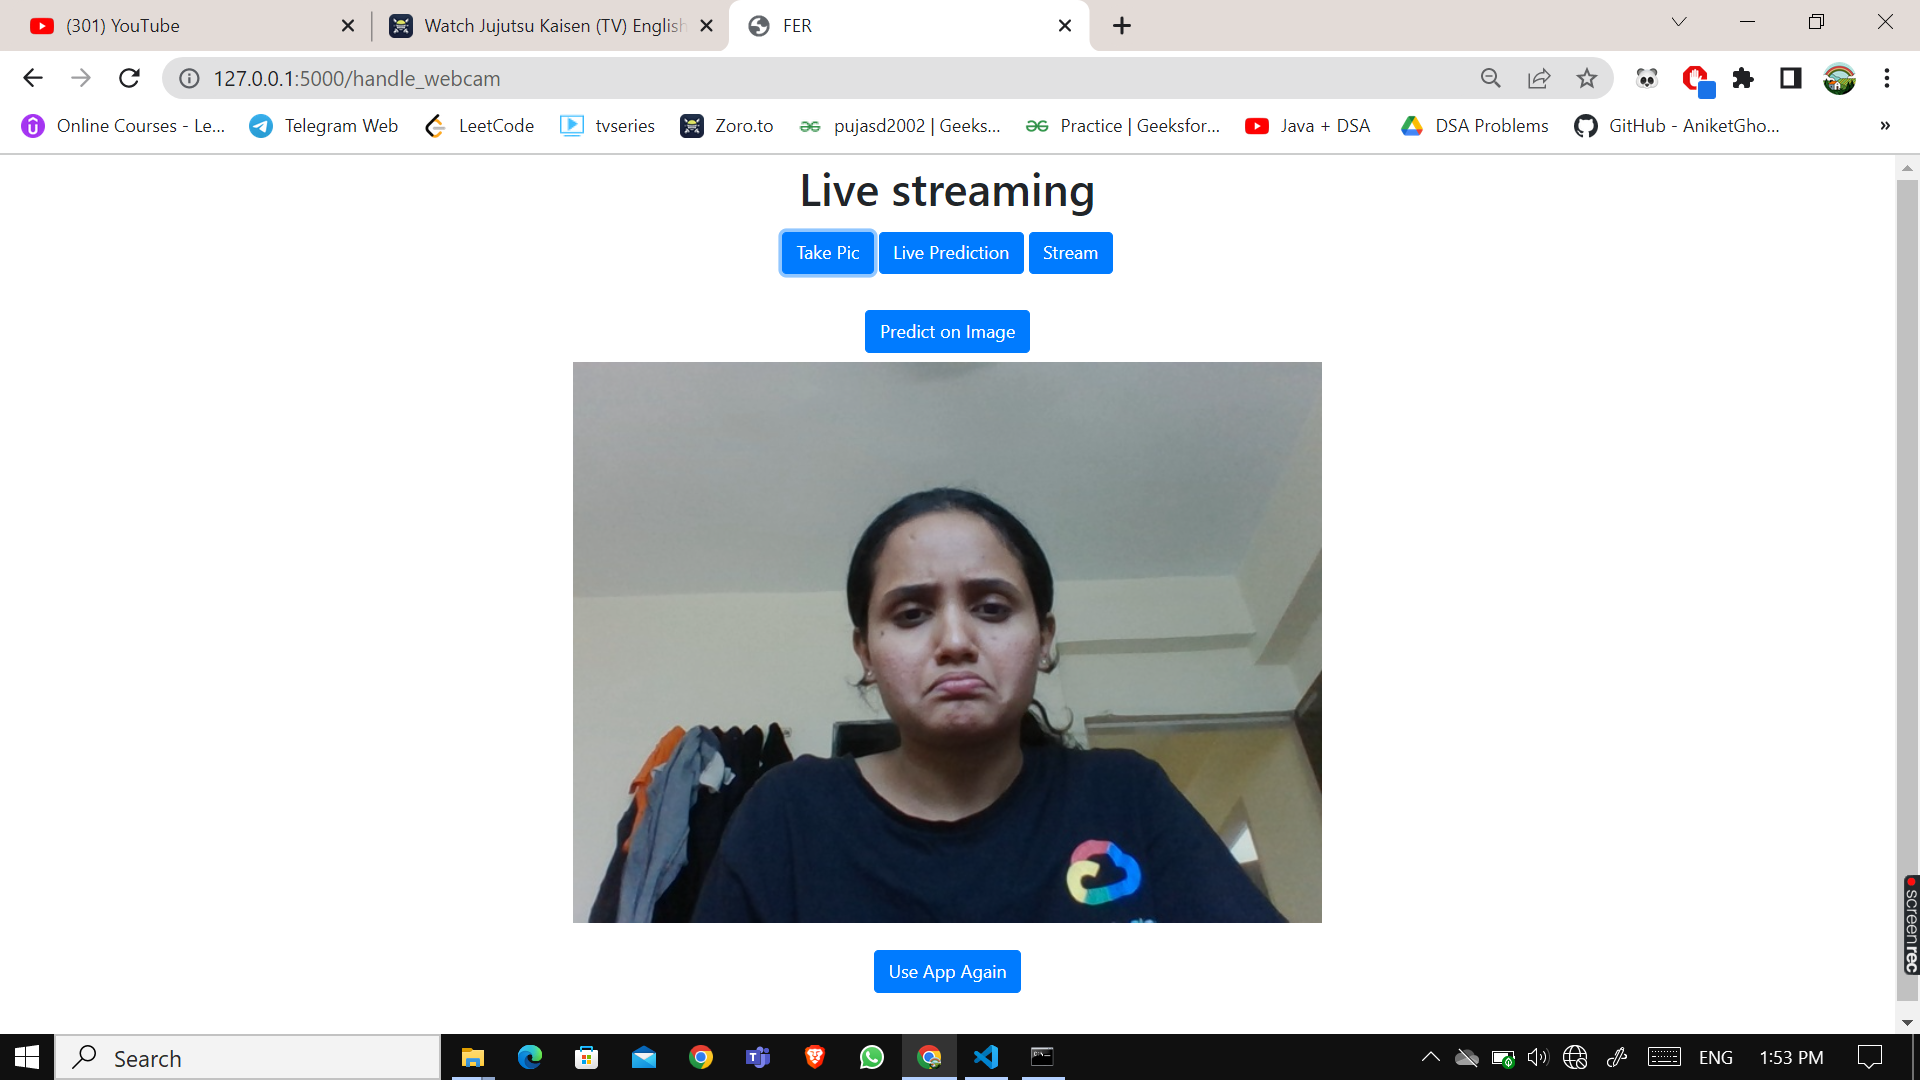 (301) YouTube
Watch Jujutsu Kaisen (TV) English
FER
127.0.0.1:5000/handle_webcam
Online Courses - Le...
Telegram Web
LeetCode
tvseries
Zoro.to
pujasd2002 | Geeks...
Practice | Geeksfor...
Java + DSA
DSA Problems
GitHub - AniketGho...
»
Live streaming
Take Pic
Live Prediction
Stream
Predict on Image
Use App Again
screenrec
Search
ENG
1:53 PM